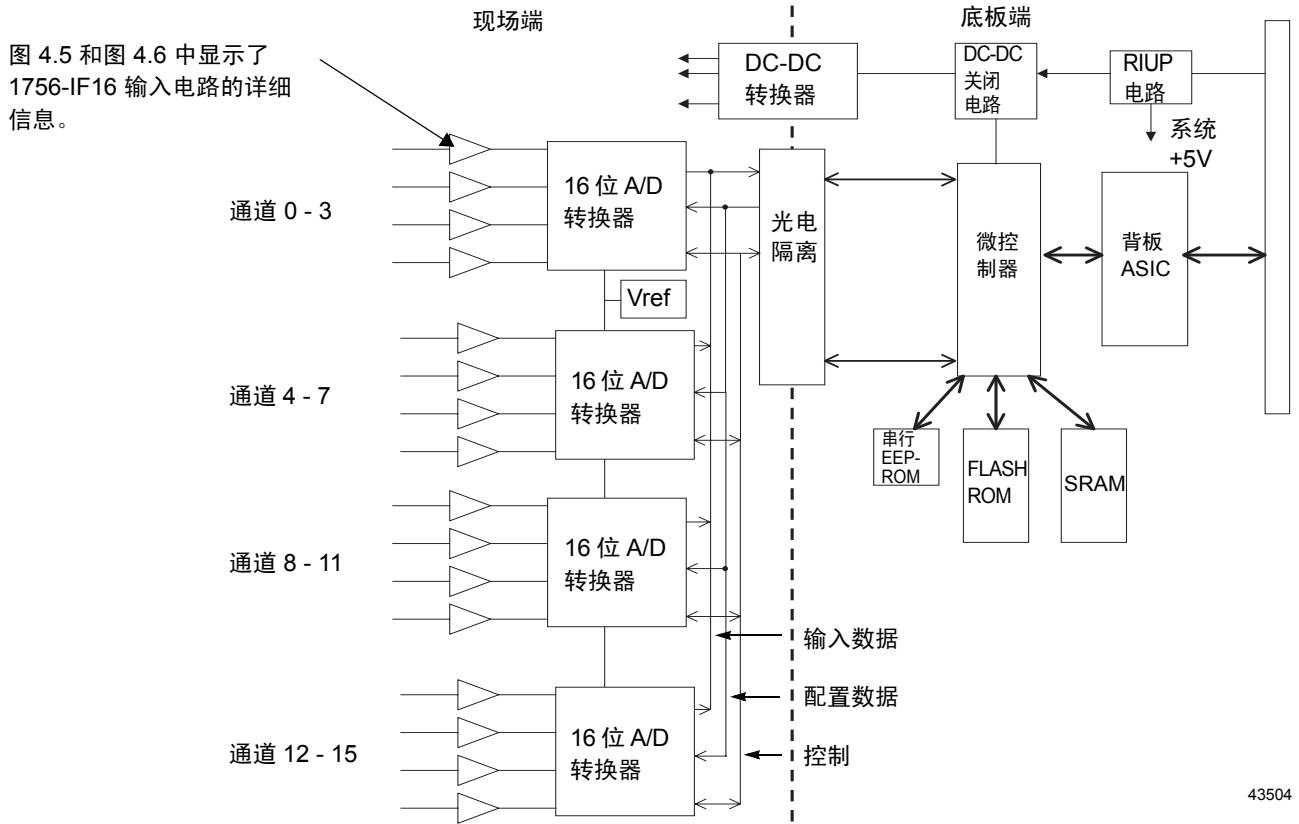 现场端
底板端
图 4.5 和图 4.6 中显示了
1756-IF16 输入电路的详细
信息。
DC-DC
转换器
DC-DC
关闭
电路
RIUP
电路
系统
+5V
通道 0 - 3
16 位 A/D
转换器
光电
隔离
微控
制器
背板
ASIC
Vref
通道 4 - 7
16 位 A/D
转换器
串行
EEP-
ROM
FLASH
ROM
SRAM
通道 8 - 11
16 位 A/D
转换器
输入数据
配置数据
控制
通道 12 - 15
16 位 A/D
转换器
43504